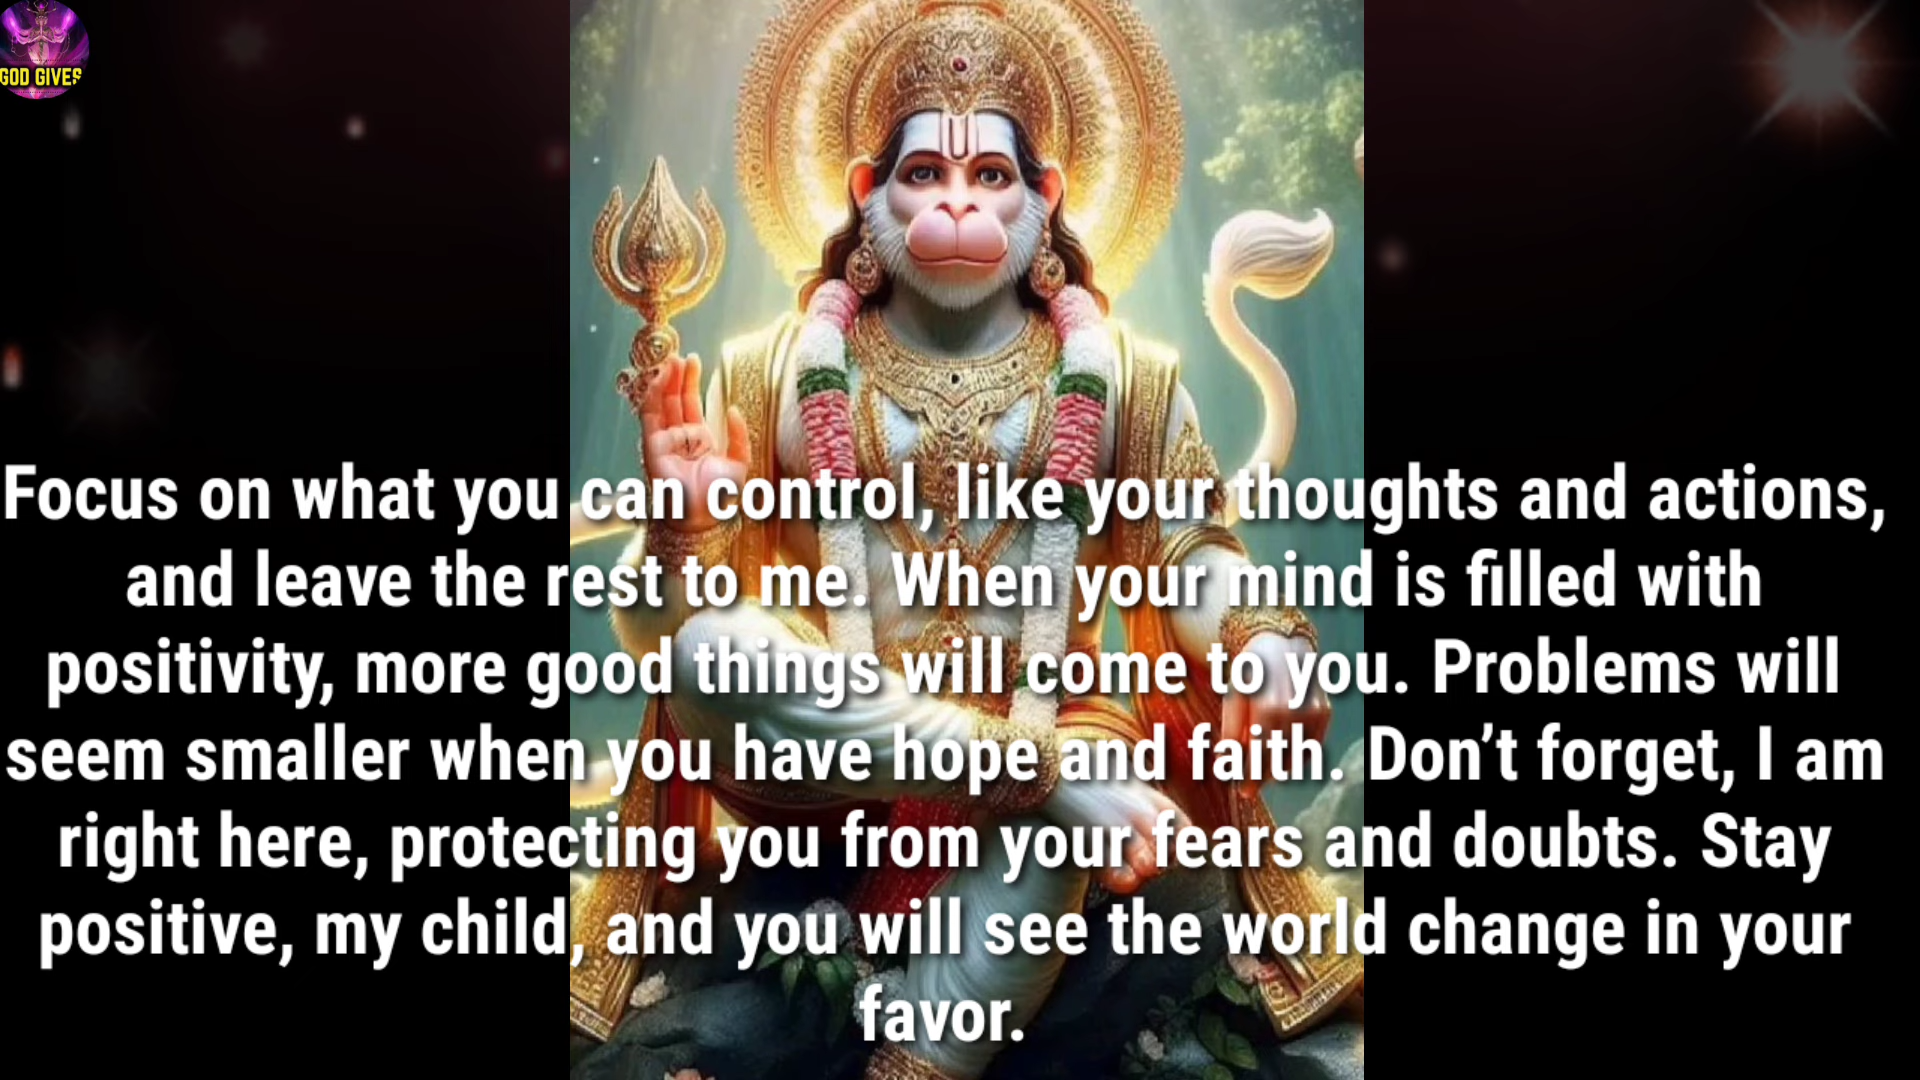 GOD GIVES
Focus on what you can control, like your thoughts and actions,
and leave the rest to me. When your mind is filled with
positivity, more good things will come to you. Problems will
seem smaller when you have hope and faith. Don’t forget, I am
right here, protecting you from your fears and doubts. Stay
positive, my child, and you will see the world change in your
favor.